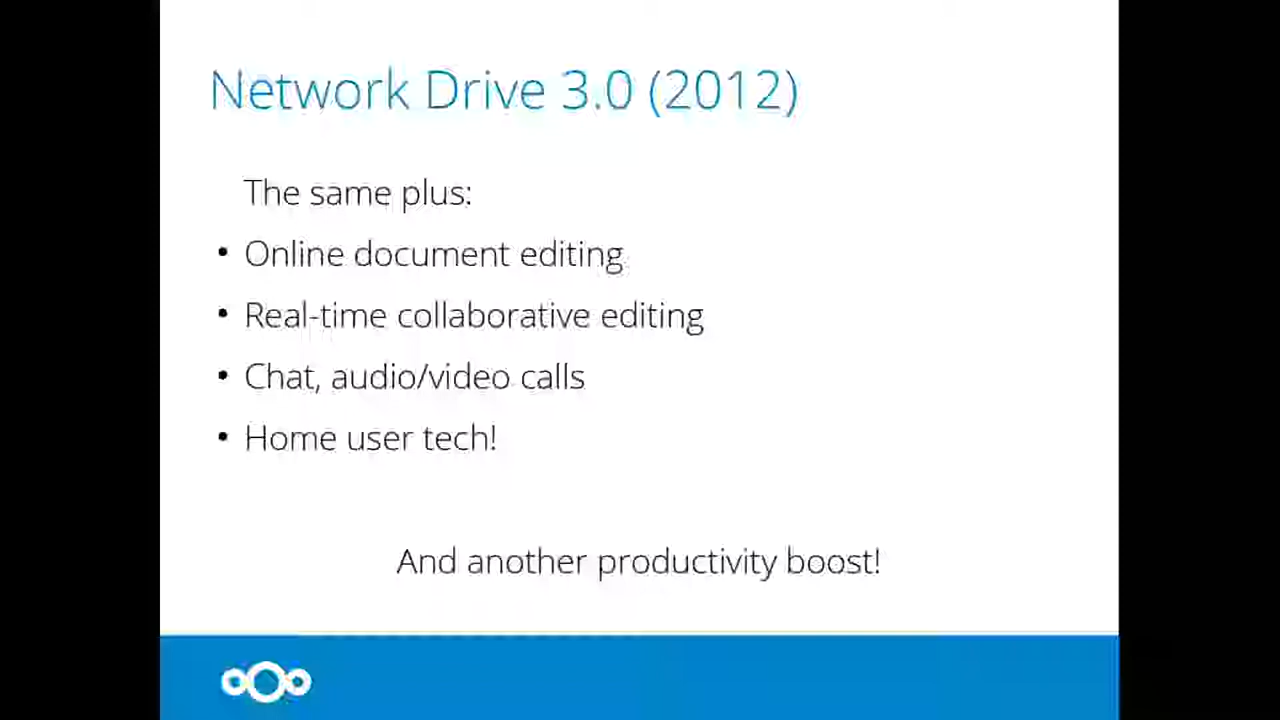 Network Drive 3.0 (2012)
The same plus:
• Online document editing
• Real-time collaborative editing
• Chat, audio/video calls
• Home user tech!
And another productivity boost!